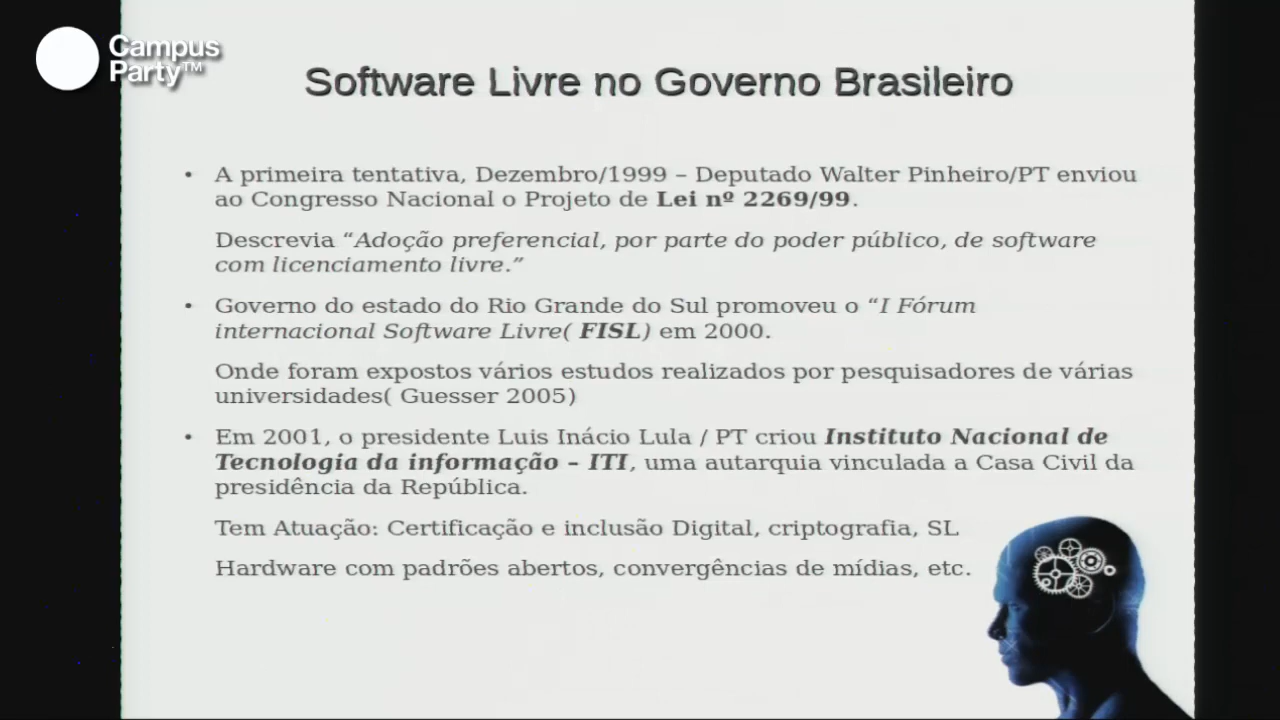 Campus
Party™
Software Livre no Governo Brasileiro
• A primeira tentativa, Dezembro/1999 – Deputado Walter Pinheiro/PT enviou
ao Congresso Nacional o Projeto de Lei nº 2269/99.
Descrevia “Adoção preferencial, por parte do poder público, de software
com licenciamento livre.”
• Governo do estado do Rio Grande do Sul promoveu o “I Fórum
internacional Software Livre( FISL) em 2000.
Onde foram expostos vários estudos realizados por pesquisadores de várias
universidades( Guesser 2005)
• Em 2001, o presidente Luis Inácio Lula / PT criou Instituto Nacional de
Tecnologia da informação – ITI, uma autarquia vinculada a Casa Civil da
presidência da República.
Tem Atuação: Certificação e inclusão Digital, criptografia, SL
Hardware com padrões abertos, convergências de mídias, etc.